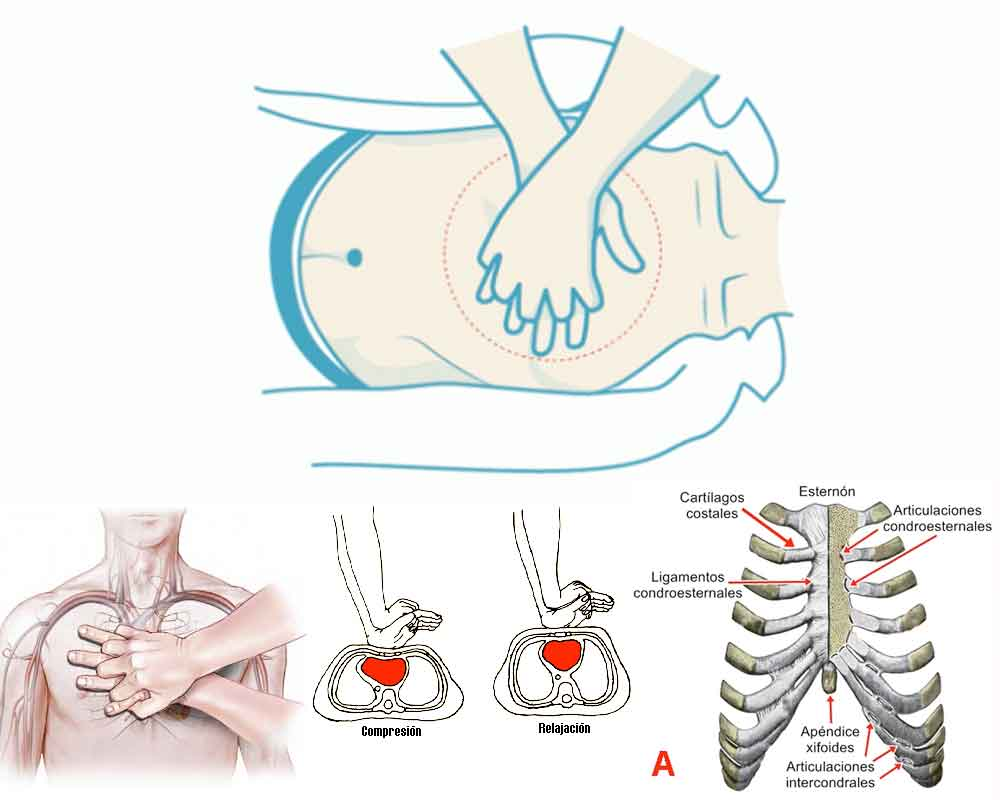 Esternón
Cartílagos
costales
Articulaciones
condroesternales
Ligamentos
condroesternales
Apéndice
xifoides
Articulaciones
intercondrales
A
Compresión
Relajación